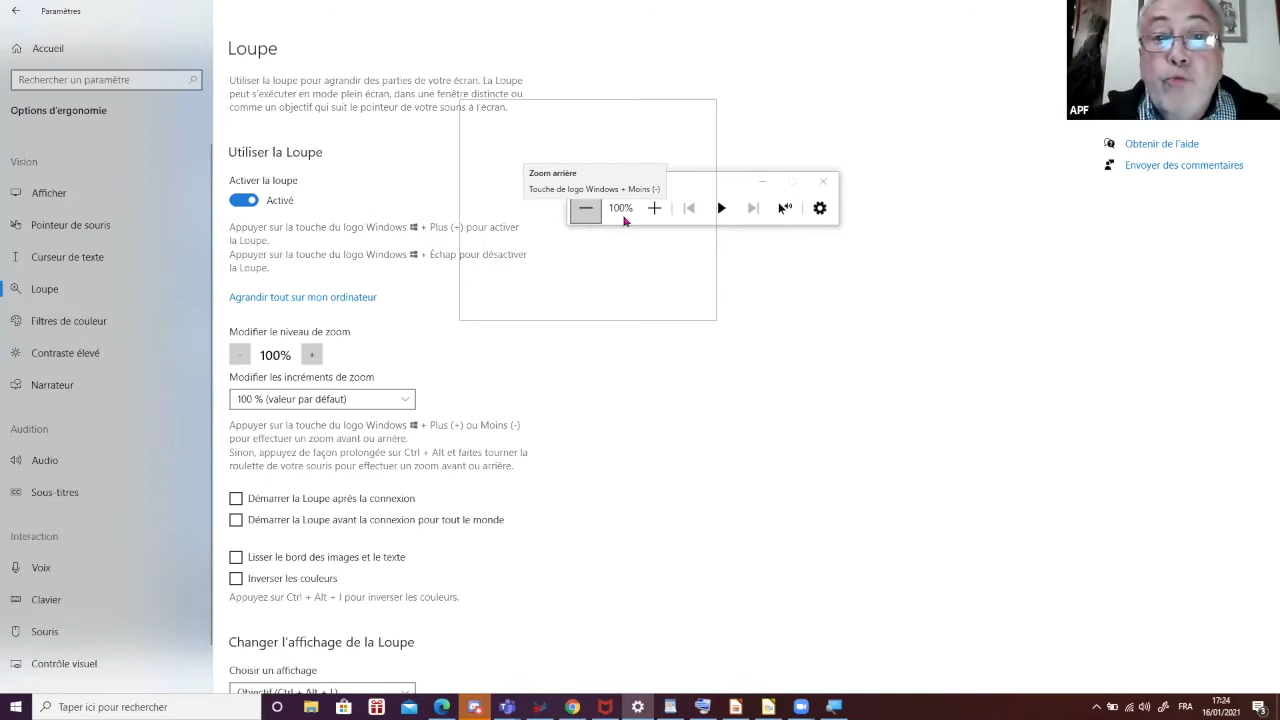 Paramètres
Accueil
Rechercher un paramètre
Options d'ergonomie
Vision
Afficher
Pointeur de souris
Curseur de texte
Loupe
Filtres de couleur
Contraste élevé
Narrateur
Audition
Audio
Sous-titres
Interaction
Voix
Clavier
Souris
Contrôle visuel
Loupe
Utiliser la loupe pour agrandir des parties de votre écran. La Loupe
peut s'exécuter en mode plein écran, dans une fenêtre distincte ou
comme un objectif qui suit le pointeur de votre souris à l'écran.
Utiliser la Loupe
Activer la loupe
Activé
Appuyer sur la touche du logo Windows + Plus (+) pour activer
la Loupe.
Appuyer sur la touche du logo Windows + Échap pour désactiver
la Loupe.
Agrandir tout sur mon ordinateur
Modifier le niveau de zoom
- 100% +
Modifier les incréments de zoom
100 % (valeur par défaut)
Appuyer sur la touche du logo Windows + Plus (+) ou Moins (-)
pour effectuer un zoom avant ou arrière.
Sinon, appuyez de façon prolongée sur Ctrl + Alt et faites tourner la
roulette de votre souris pour effectuer un zoom avant ou arrière.
Démarrer la Loupe après la connexion
Démarrer la Loupe avant la connexion pour tout le monde
Lisser le bord des images et le texte
Inverser les couleurs
Appuyez sur Ctrl + Alt + I pour inverser les couleurs.
Changer l'affichage de la Loupe
Choisir un affichage
Objectif (Ctrl + Alt + L)
Zoom arrière
Touche de logo Windows + Moins (-)
100%
APF
Obtenir de l'aide
Envoyer des commentaires
Taper ici pour rechercher
FRA
17:24
16/01/2021
3